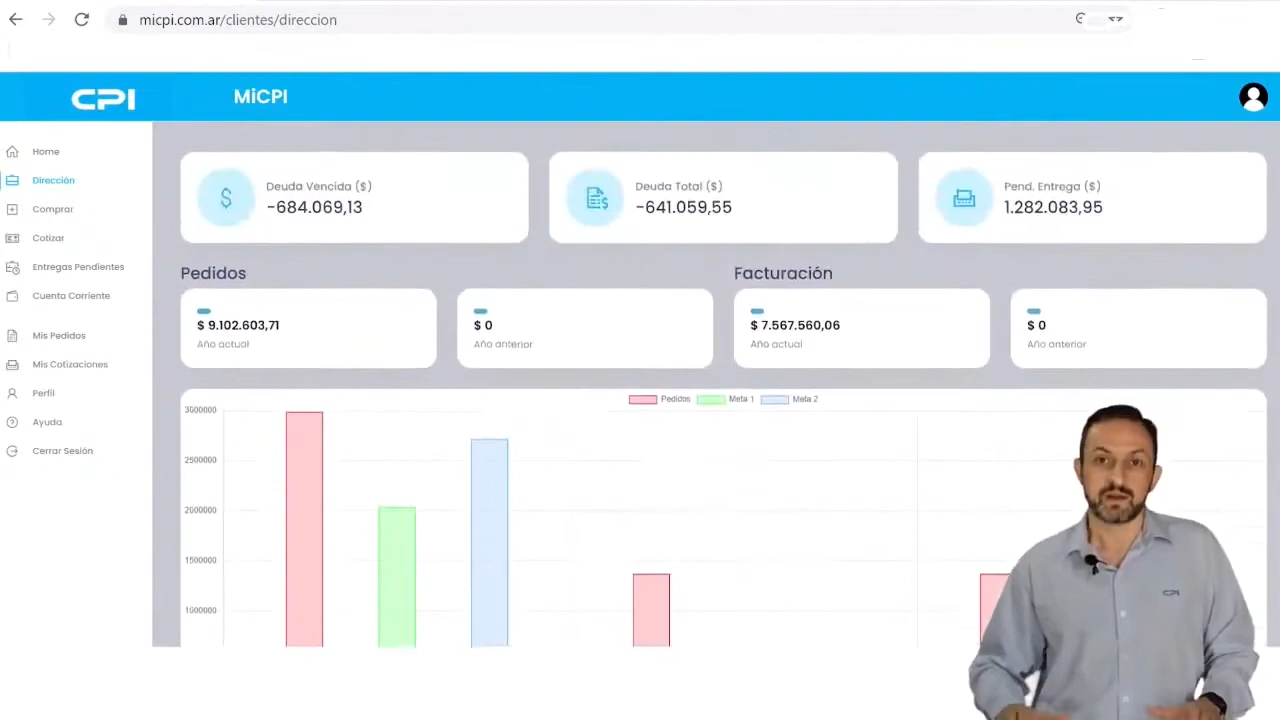 micpi.com.ar/clientes/direccion
CPI
MiCPI
Home
Dirección
Comprar
Cotizar
Entregas Pendientes
Cuenta Corriente
Mis Pedidos
Mis Cotizaciones
Perfil
Ayuda
Cerrar Sesión
Deuda Vencida ($)
-684.069,13
Deuda Total ($)
-641.059,55
Pend. Entrega ($)
1.282.083,95
Pedidos
$ 9.102.603,71
Año actual
$ 0
Año anterior
Facturación
$ 7.567.560,06
Año actual
$ 0
Año anterior
Pedidos
Meta 1
Meta 2
3000000
2500000
2000000
1500000
1000000
CPI